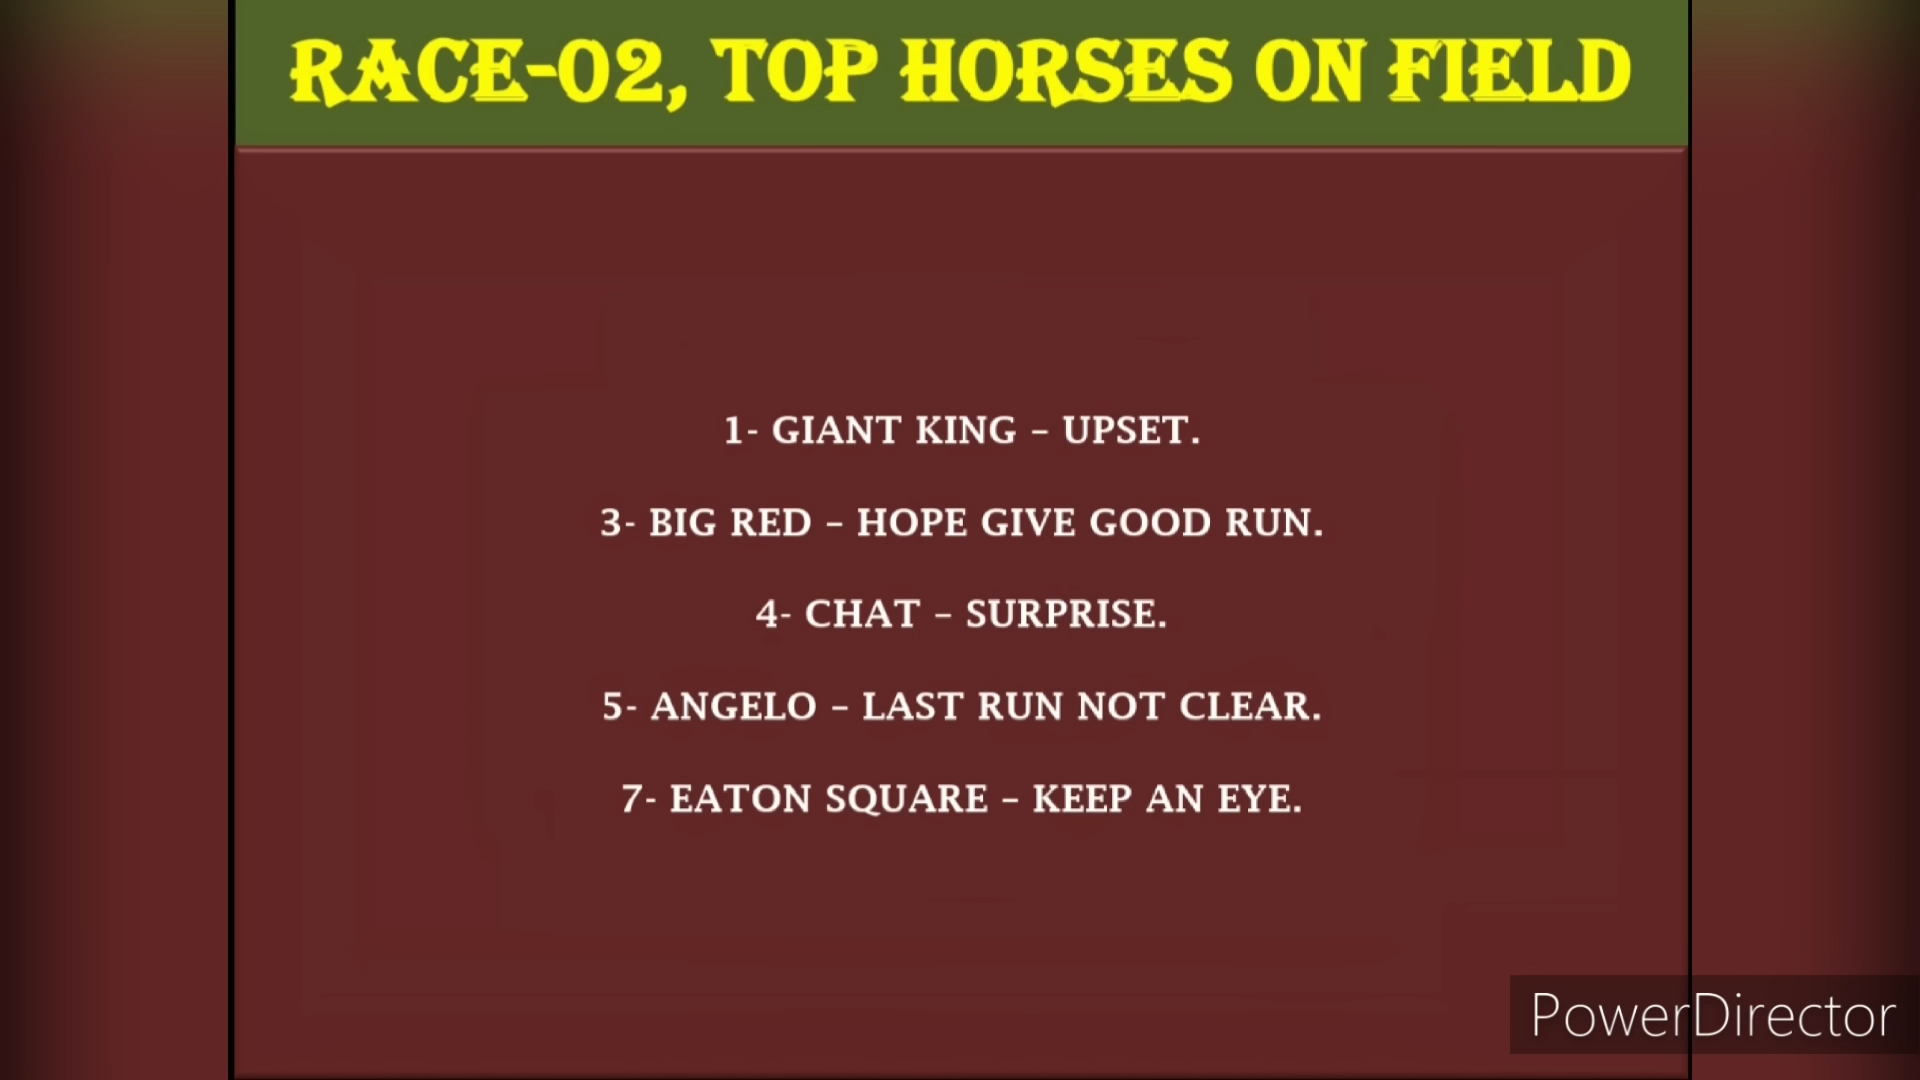 RACE-02, TOP HORSES ON FIELD
1- GIANT KING – UPSET.
3- BIG RED – HOPE GIVE GOOD RUN.
4- CHAT – SURPRISE.
5- ANGELO – LAST RUN NOT CLEAR.
7- EATON SQUARE – KEEP AN EYE.
PowerDirector